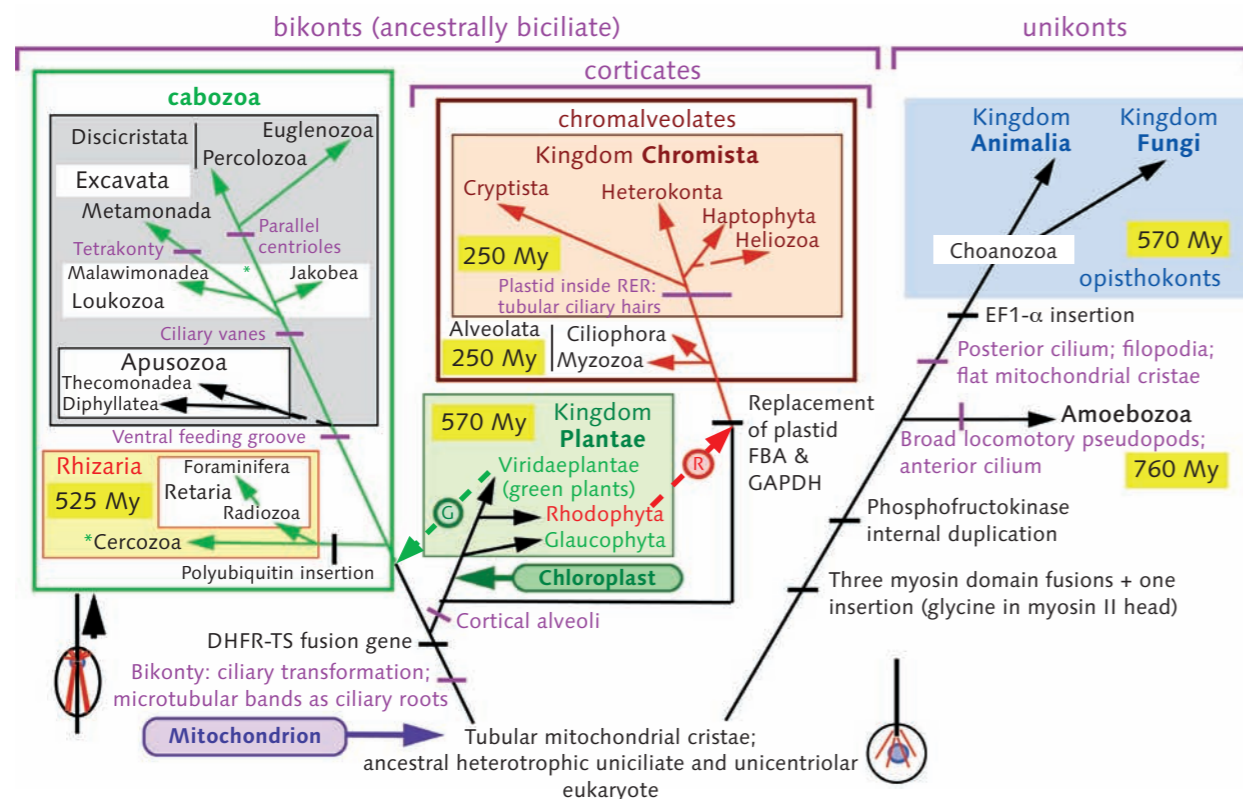 bikonts (ancestrally biciliate)
unikonts
corticates
cabozoa
Discicristata
Euglenozoa
Percolozoa
Excavata
Metamonada
Tetrakonty
Parallel
centrioles
*
Malawimonadea
Jakobea
Loukozoa
Ciliary vanes
Apusozoa
Thecomonadea
Diphyllatea
Ventral feeding groove
Rhizaria
525 My
Foraminifera
Retaria
Radiozoa
*Cercozoa
Polyubiquitin insertion
chromalveolates
Kingdom Chromista
Cryptista
Heterokonta
Haptophyta
Heliozoa
250 My
Plastid inside RER:
tubular ciliary hairs
Alveolata
250 My
Ciliophora
Myzozoa
570 My
Kingdom
Plantae
Viridaeplantae
(green plants)
G
R
Rhodophyta
Glaucophyta
Chloroplast
Replacement
of plastid
FBA &
GAPDH
Cortical alveoli
DHFR-TS fusion gene
Bikonty: ciliary transformation;
microtubular bands as ciliary roots
Mitochondrion
Tubular mitochondrial cristae;
ancestral heterotrophic uniciliate and unicentriolar
eukaryote
Kingdom
Animalia
Kingdom
Fungi
Choanozoa
570 My
opisthokonts
EF1-α insertion
Posterior cilium; filopodia;
flat mitochondrial cristae
Amoebozoa
Broad locomotory pseudopods;
anterior cilium
760 My
Phosphofructokinase
internal duplication
Three myosin domain fusions + one
insertion (glycine in myosin II head)